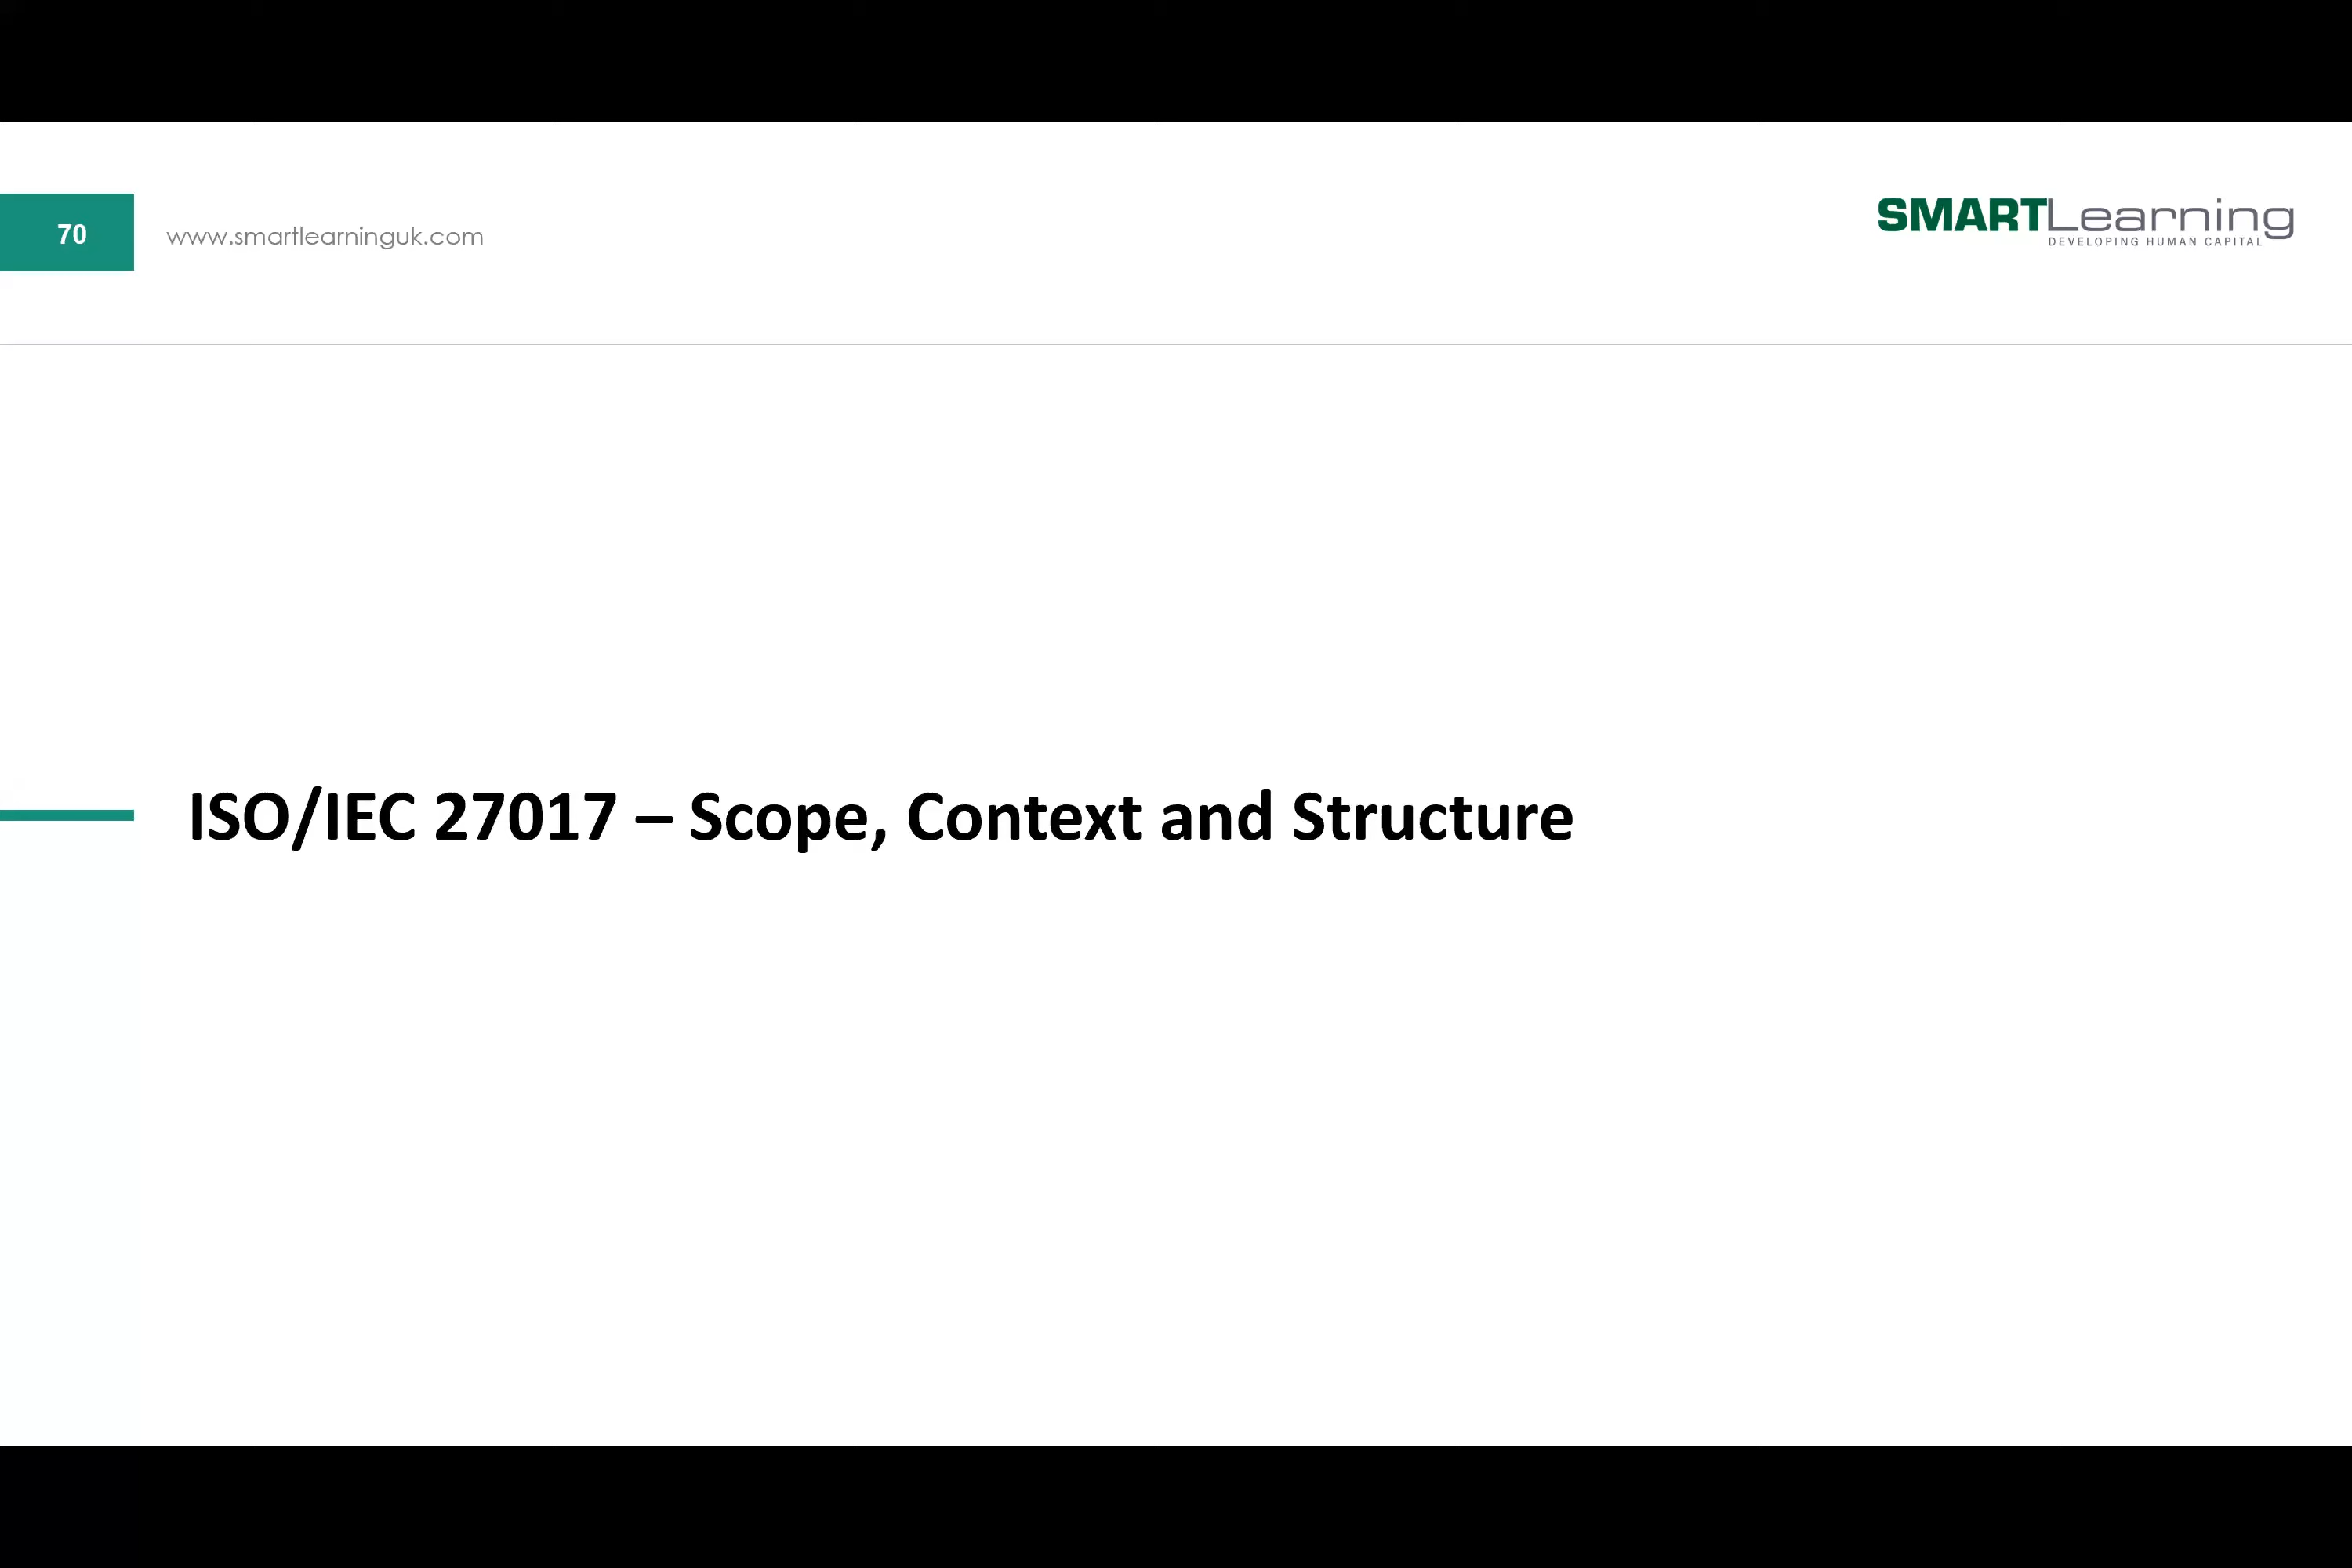 70
www.smartlearninguk.com
SMARTLearning
DEVELOPING HUMAN CAPITAL
ISO/IEC 27017 – Scope, Context and Structure